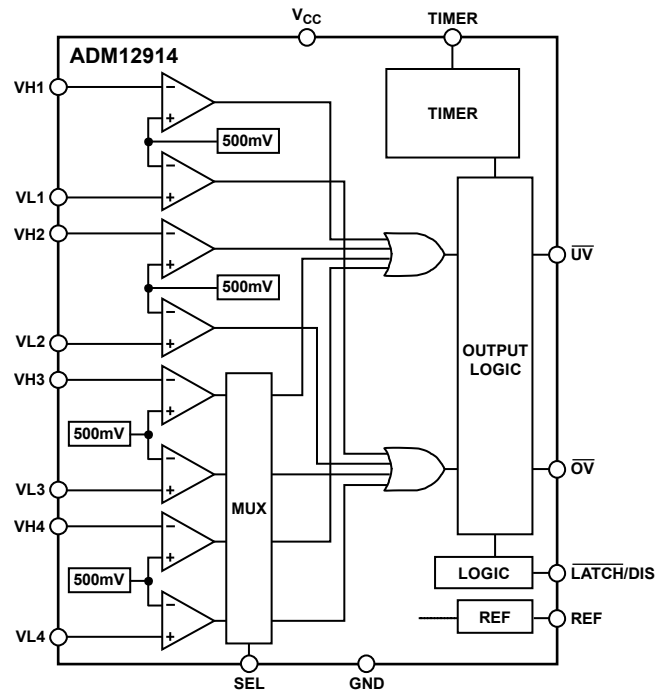 VCC
TIMER
ADM12914
VH1
TIMER
500mV
VL1
VH2
UV
500mV
VL2
OUTPUT
LOGIC
VH3
500mV
MUX
OV
VL3
VH4
500mV
LOGIC
LATCH/DIS
REF
REF
VL4
SEL
GND